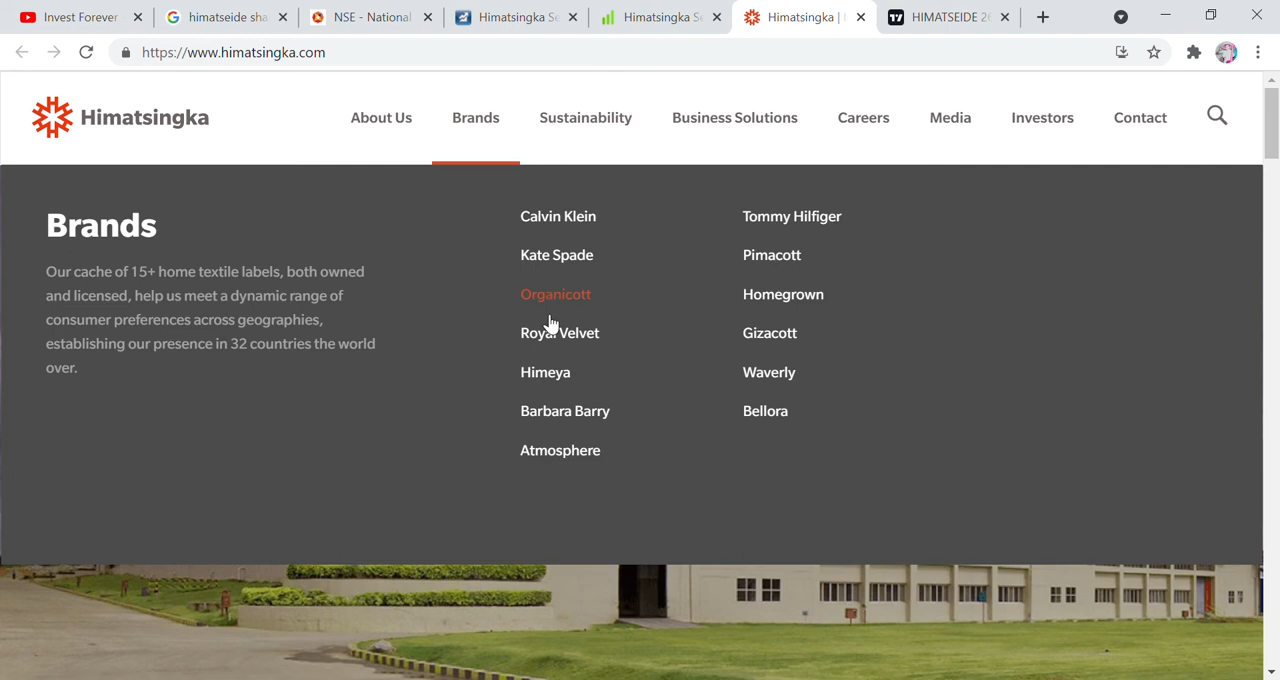 Invest Forever
himatseide sha
NSE - National
Himatsingka Se
Himatsingka Se
Himatsingka |
HIMATSEIDE 26
https://www.himatsingka.com
Himatsingka
About Us
Brands
Sustainability
Business Solutions
Careers
Media
Investors
Contact
Brands
Our cache of 15+ home textile labels, both owned
and licensed, help us meet a dynamic range of
consumer preferences across geographies,
establishing our presence in 32 countries the world
over.
Calvin Klein
Kate Spade
Organicott
Royal Velvet
Himeya
Barbara Barry
Atmosphere
Tommy Hilfiger
Pimacott
Homegrown
Gizacott
Waverly
Bellora